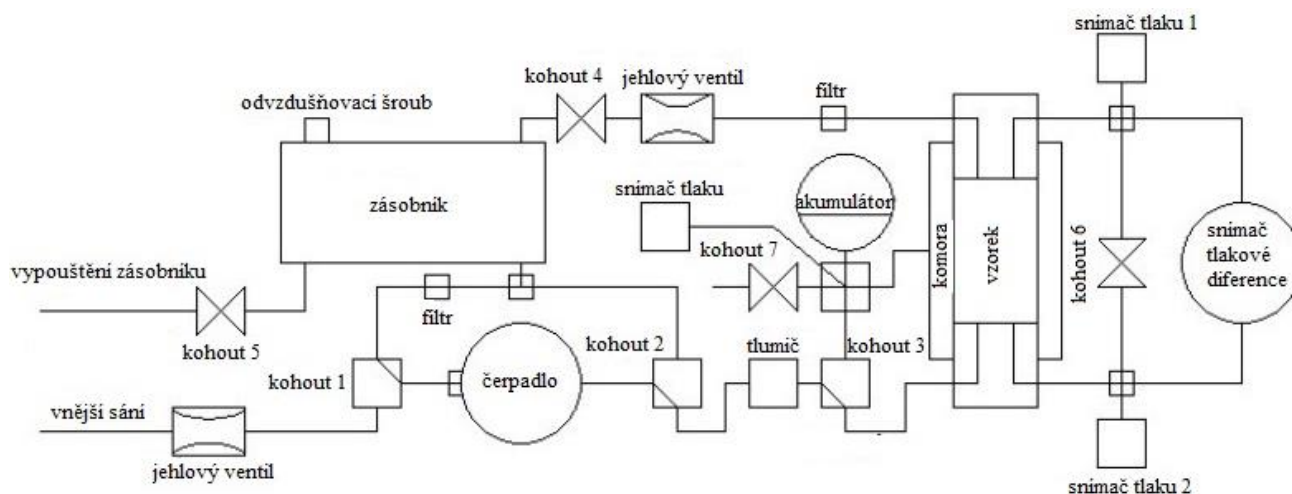 snímač tlaku 1
kohout 4
jehlový ventil
odvzdušňovací šroub
filtr
zásobník
snímač tlaku
akumulátor
komora
vzorek
kohout 6
snímač
tlakové
diference
kohout 7
vypouštění zásobníku
filtr
kohout 5
kohout 2
tlumič
kohout 3
kohout 1
čerpadlo
vnější sání
jehlový ventil
snímač tlaku 2